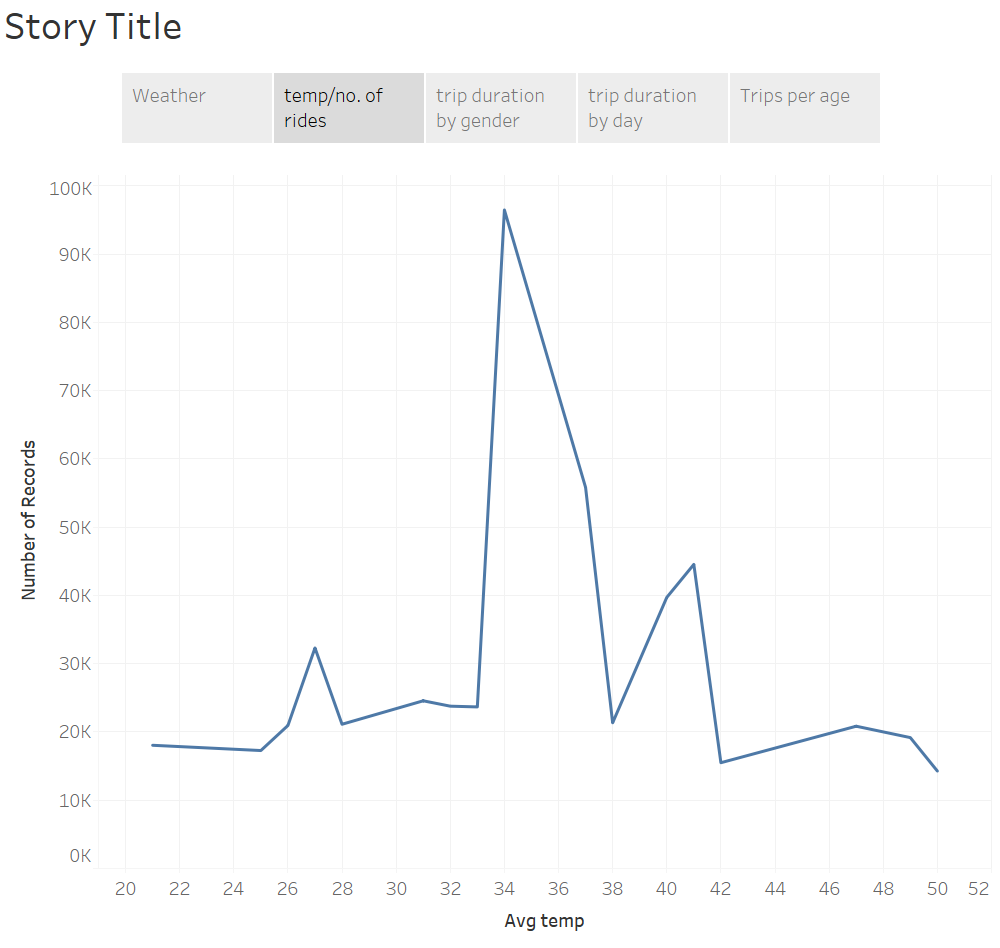 Story Title
Weather
temp/no. of
rides
trip duration
by gender
trip duration
by day
Trips per age
100K
90K
80K
70K
60K
50K
40K
30K
20K
10K
0K
Number of Records
20 22 24 26 28 30 32 34 36 38 40 42 44 46 48 50 52
Avg temp